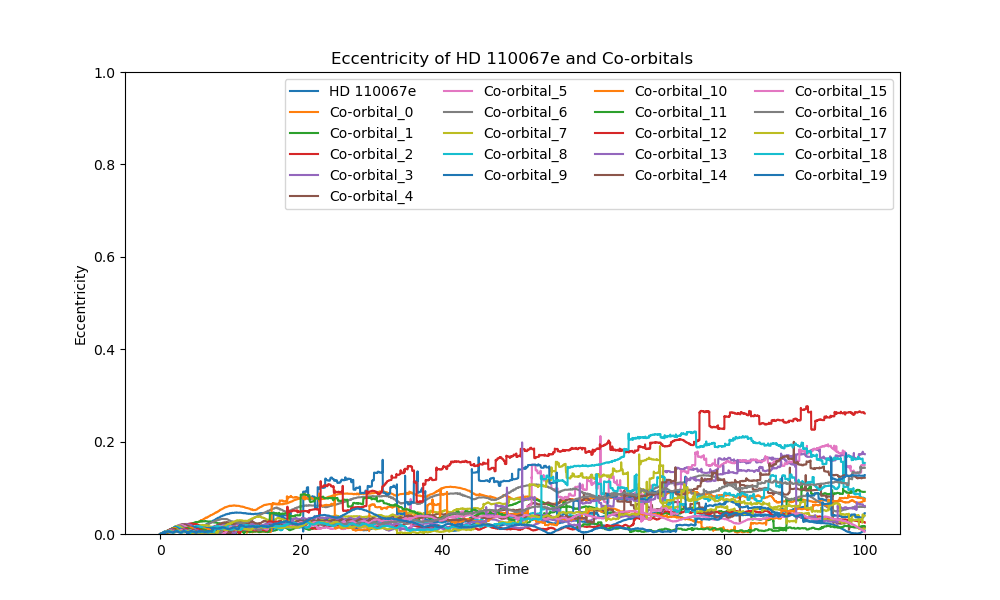 Eccentricity of HD 110067e and Co-orbitals
1.0
0.8
0.6
0.4
0.2
0.0
Eccentricity
HD 110067e
Co-orbital_0
Co-orbital_1
Co-orbital_2
Co-orbital_3
Co-orbital_4
Co-orbital_5
Co-orbital_6
Co-orbital_7
Co-orbital_8
Co-orbital_9
Co-orbital_10
Co-orbital_11
Co-orbital_12
Co-orbital_13
Co-orbital_14
Co-orbital_15
Co-orbital_16
Co-orbital_17
Co-orbital_18
Co-orbital_19
0 20 40 60 80 100
Time